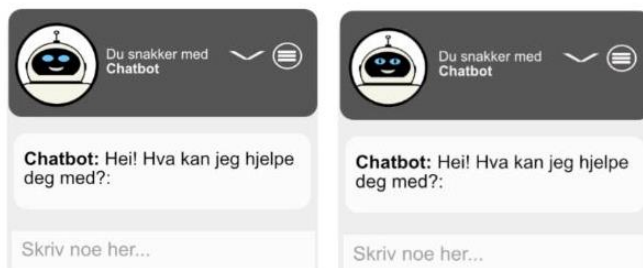 Du snakker med
Chatbot
Chatbot: Hei! Hva kan jeg hjelpe
deg med?:
Skriv noe her...
Du snakker med
Chatbot
Chatbot: Hei! Hva kan jeg hjelpe
deg med?:
Skriv noe her...